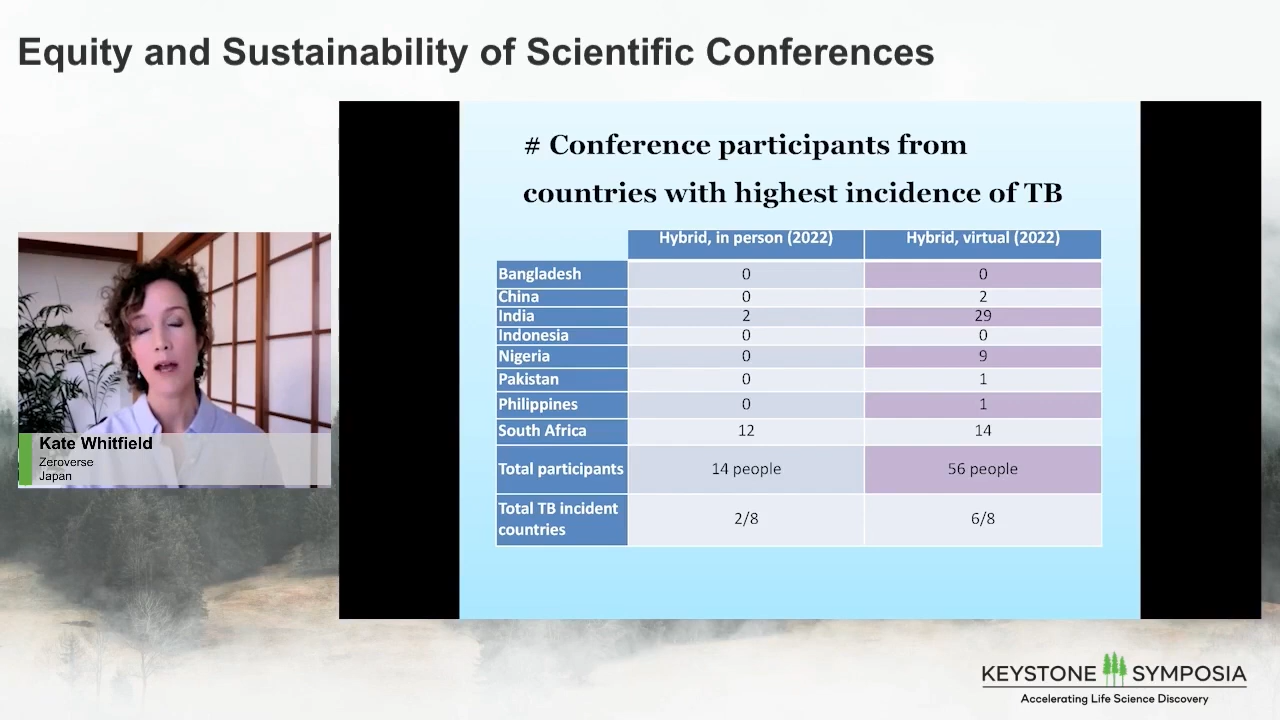 Equity and Sustainability of Scientific Conferences
# Conference participants from
countries with highest incidence of TB
Hybrid, in person (2022) Hybrid, virtual (2022)
Bangladesh 0 0
China 0 2
India 2 29
Indonesia 0 0
Nigeria 0 9
Pakistan 0 1
Philippines 0 1
South Africa 12 14
Total participants 14 people 56 people
Total TB incident
countries 2/8 6/8
Kate Whitfield
Zeroverse
Japan
KEYSTONE SYMPOSIA
Accelerating Life Science Discovery